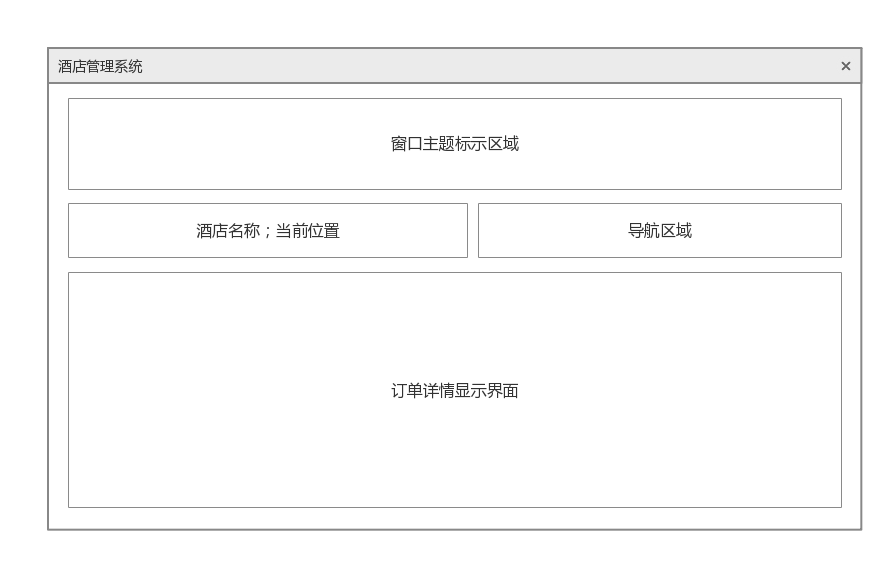 酒店管理系统
窗口主题标示区域
酒店名称；当前位置
导航区域
订单详情显示界面